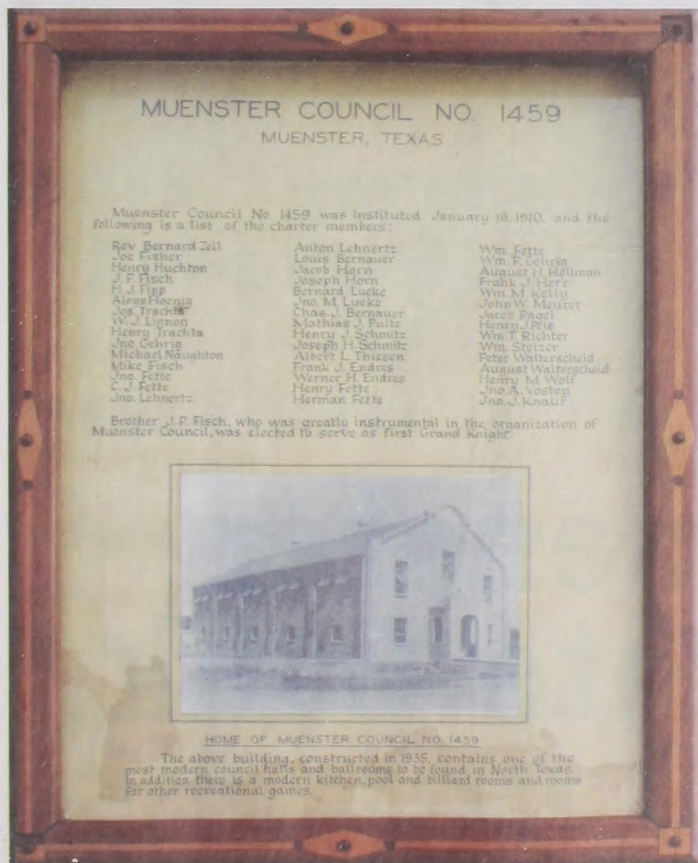 MUENSTER COUNCIL NO. 1459
MUENSTER, TEXAS
Muenster Council No. 1459 was instituted January 16, 1910, and the
following is a list of the charter members:
Rev. Bernard Zell
Joe Fisher
Henry Huchton
J. P. Fisch
H. J. Fipp
Aloys Hoenig
Jos. Trachta
W. J. Linnon
Henry Trachta
Jno. Gehrig
Michael Naughton
Mike Fisch
Jno. Fette
C. J. Fette
Jno. Lehnertz
Anton Lehnertz
Louis Bernauer
Jacob Horn
Joseph Horn
Bernard Lueke
Jno. M. Lueke
Chas. J. Bernauer
Mathias J. Pulte
Henry J. Schmitz
Joseph H. Schmitz
Albert L. Thiesen
Frank J. Endres
Werner H. Endres
Henry Fette
Herman Fette
Wm. Fette
Wm. F. Gehrig
August H. Hellman
Frank J. Herr
Wm. M. Kelly
John W. Meurer
Jacob Pagel
Henry J. Pels
Wm. T. Richter
Wm. Stelzer
Peter Walterscheid
August Walterscheid
Henry M. Wolf
Jno. A. Yosten
Jno. J. Knauf
Brother J. P. Fisch, who was greatly instrumental in the organization of
Muenster Council, was elected to serve as first Grand Knight.
HOME OF MUENSTER COUNCIL NO. 1459
The above building, constructed in 1935, contains one of the
most modern council halls and ballrooms to be found in North Texas.
In addition there is a modern kitchen, pool and billiard rooms and rooms
for other recreational games.